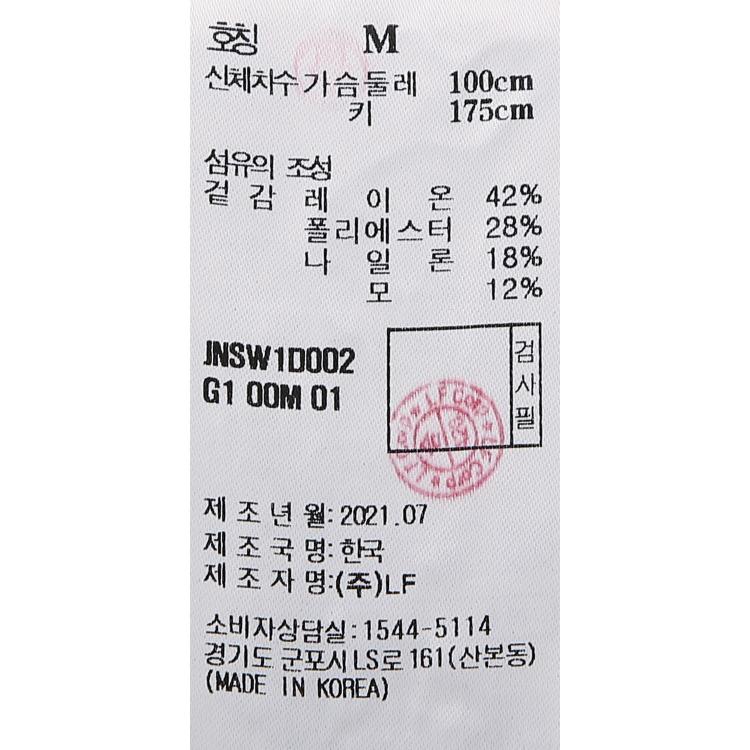 호칭 M
신체치수 가슴둘레 100cm
키 175cm
섬유의 조성
겉감 레이온 42%
폴리에스터 28%
나일론 18%
모 12%
JNSW1D002
G1 00M 01
검사필
LF Corp
제조년월: 2021.07
제조국명: 한국
제조자명: (주)LF
소비자상담실: 1544-5114
경기도 군포시 LS로 161(산본동)
(MADE IN KOREA)